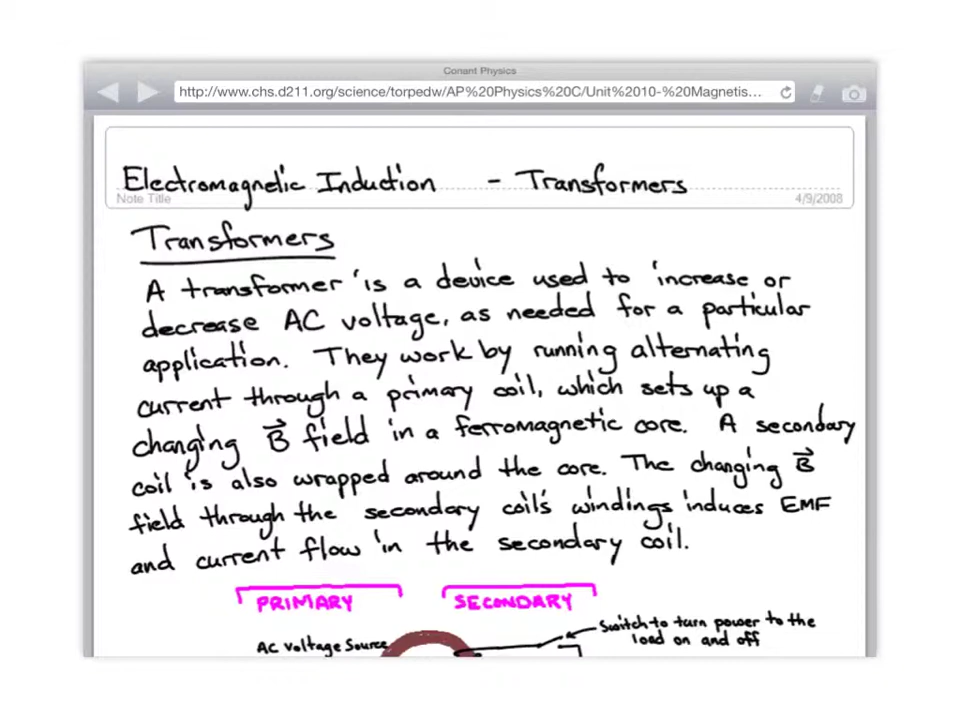 Conant Physics
http://www.chs.d211.org/science/torpedw/AP%20Physics%20C/Unit%2010-%20Magnetis...
Electromagnetic Induction - Transformers
Note Title
4/9/2008
Transformers
A transformer is a device used to increase or
decrease AC voltage, as needed for a particular
application. They work by running alternating
current through a primary coil, which sets up a
changing B⃗ field in a ferromagnetic core. A secondary
coil is also wrapped around the core. The changing B⃗
field through the secondary coil's windings induces EMF
and current flow in the secondary coil.
PRIMARY SECONDARY
AC Voltage Source
Switch to turn power to the
load on and off